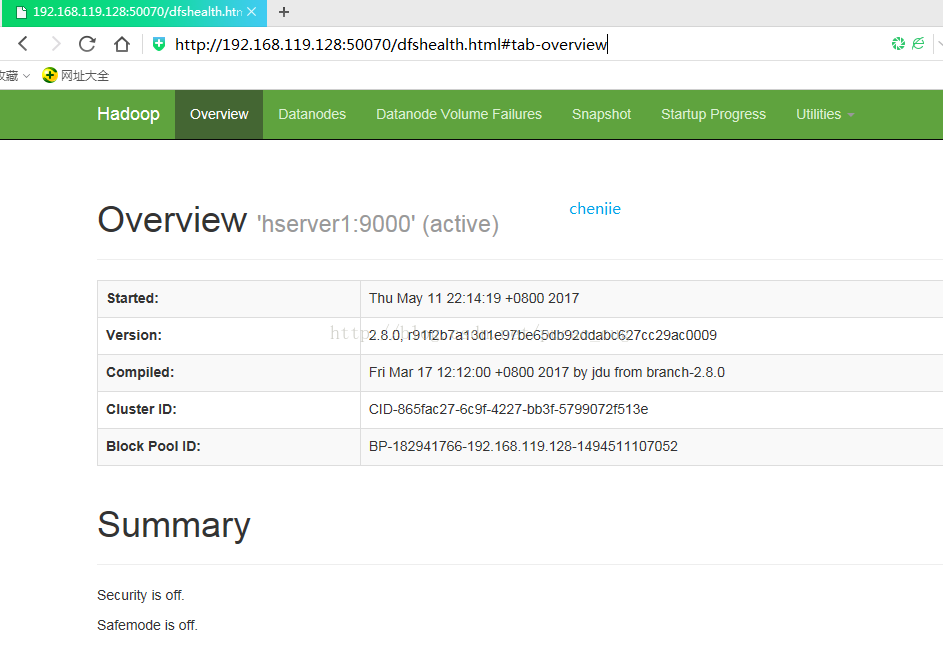 192.168.119.128:50070/dfshealth.htm
http://192.168.119.128:50070/dfshealth.html#tab-overview
收藏 网址大全
Hadoop Overview Datanodes Datanode Volume Failures Snapshot Startup Progress Utilities
Overview 'hserver1:9000' (active) chenjie
Started: Thu May 11 22:14:19 +0800 2017
Version: 2.8.0,
Compiled: Fri Mar 17 12:12:00 +0800 2017 by jdu from branch-2.8.0
Cluster ID: CID-865fac27-6c9f-4227-bb3f-5799072f513e
Block Pool ID: BP-182941766-192.168.119.128-1494511107052
Summary
Security is off.
Safemode is off.